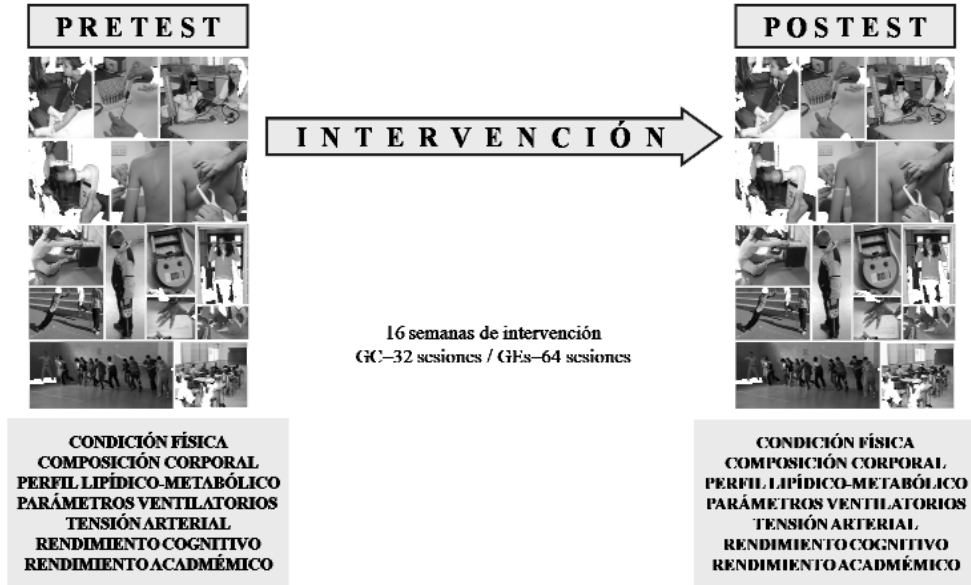 PRETEST
INTERVENCIÓN
POSTEST
16 semanas de intervención
GC–32 sesiones / GEs–64 sesiones
CONDICIÓN FÍSICA
COMPOSICIÓN CORPORAL
PERFIL LIPÍDICO-METABÓLICO
PARÁMETROS VENTILATORIOS
TENSIÓN ARTERIAL
RENDIMIENTO COGNITIVO
RENDIMIENTO ACADMÉMICO
CONDICIÓN FÍSICA
COMPOSICIÓN CORPORAL
PERFIL LIPÍDICO-METABÓLICO
PARÁMETROS VENTILATORIOS
TENSIÓN ARTERIAL
RENDIMIENTO COGNITIVO
RENDIMIENTO ACADMÉMICO